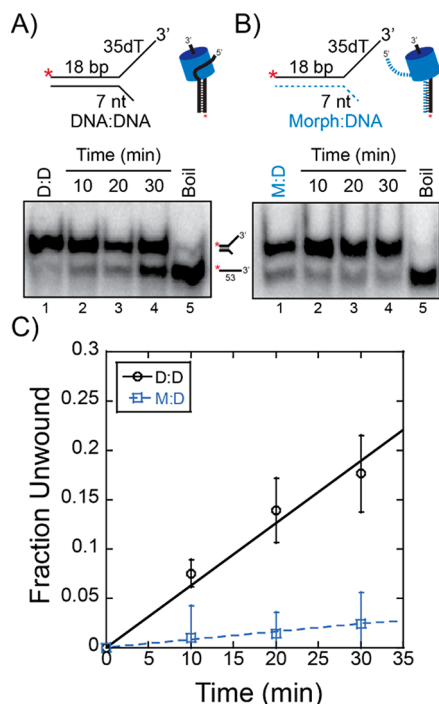 A)
35dT 3'
3'
5'
* 18 bp
7 nt
DNA:DNA
*
Time (min)
D:D 10 20 30 Boil
1 2 3 4 5
*
* 3'
53
B)
35dT 3'
3'
5'
* 18 bp
7 nt
Morph:DNA
*
Time (min)
M:D 10 20 30 Boil
1 2 3 4 5
C)
0.3
0.25
0.2
0.15
0.1
0.05
0
Fraction Unwound
D:D
M:D
0 5 10 15 20 25 30 35
Time (min)